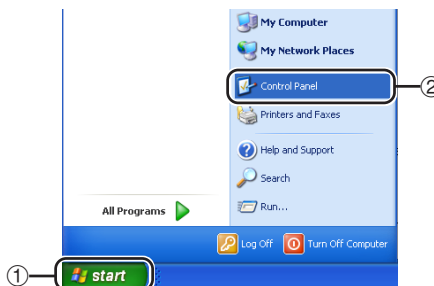 My Computer
My Network Places
Control Panel
②
Printers and Faxes
Help and Support
Search
All Programs
Run...
Log Off
Turn Off Computer
①
start